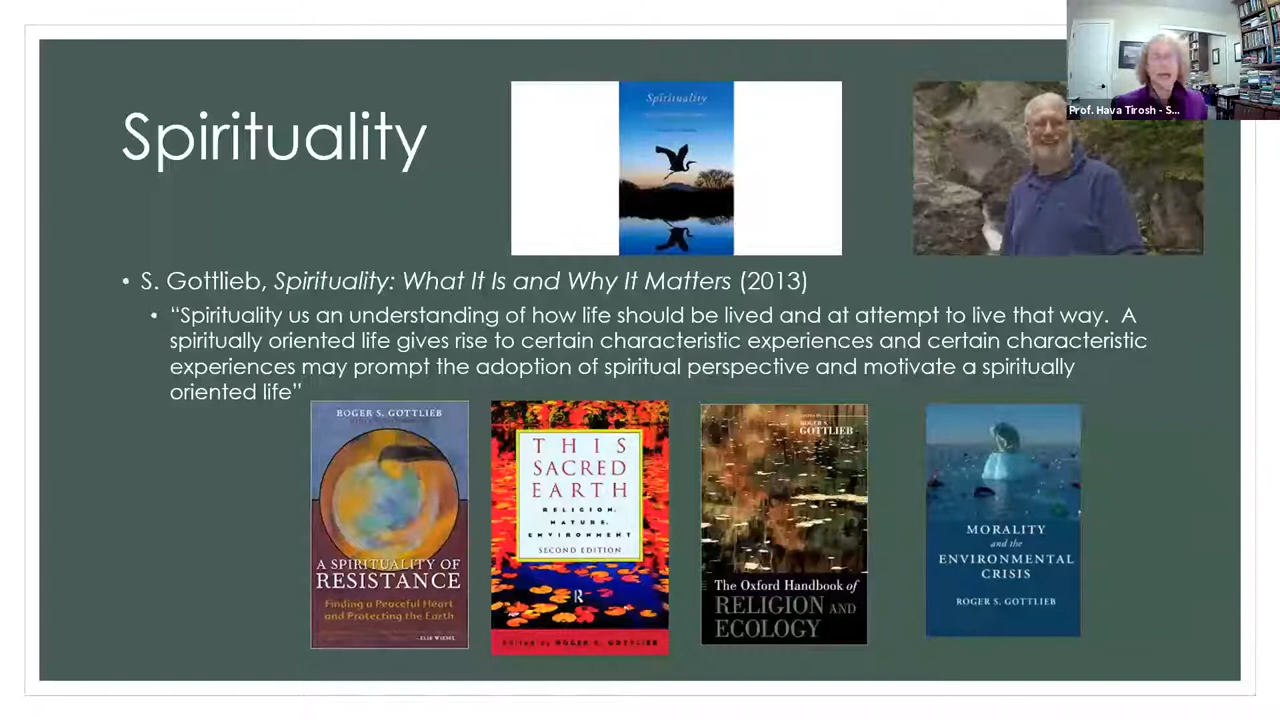 Prof. Hava Tirosh - S...
Spirituality
Spirituality
• S. Gottlieb, Spirituality: What It Is and Why It Matters (2013)
• “Spirituality us an understanding of how life should be lived and at attempt to live that way. A
spiritually oriented life gives rise to certain characteristic experiences and certain characteristic
experiences may prompt the adoption of spiritual perspective and motivate a spiritually
oriented life”
ROGER S. GOTTLIEB
A SPIRITUALITY OF
RESISTANCE
Finding a Peaceful Heart
and Protecting the Earth
—ELIE WIESEL
THIS
SACRED
EARTH
RELIGION,
NATURE,
ENVIRONMENT
SECOND EDITION
R
Edited by ROGER S. GOTTLIEB
ROGER S.
GOTTLIEB
The Oxford Handbook of
RELIGION AND
ECOLOGY
MORALITY
and the
ENVIRONMENTAL
CRISIS
ROGER S. GOTTLIEB